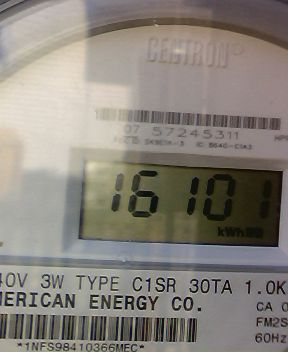 CENTRON®
07 57245311
16101
kWh
40V 3W TYPE C1SR 30TA 1.0K
MERICAN ENERGY CO.
CA 0
FM2S
60Hz
*1NFS98410366MEC*